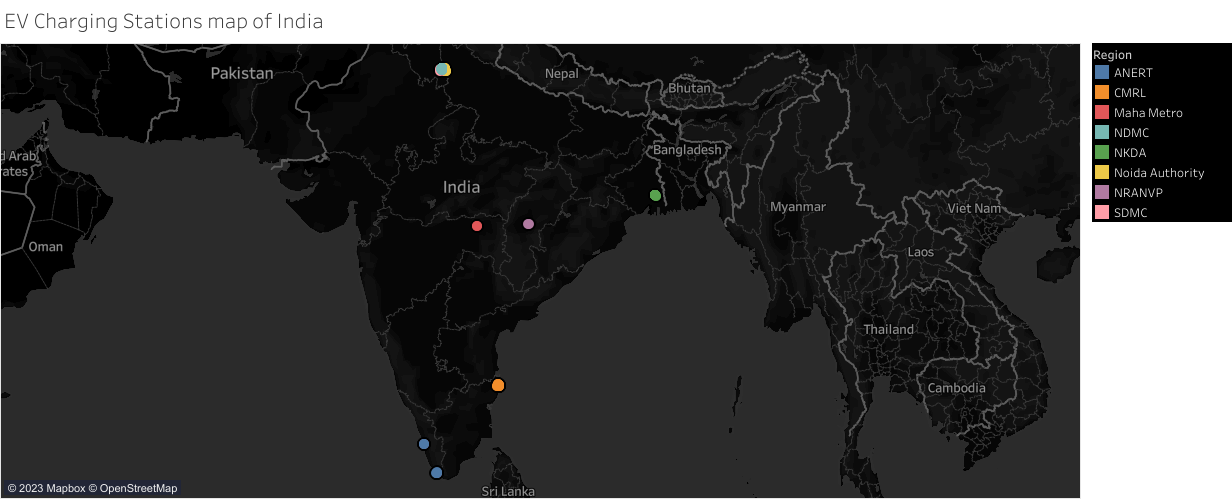 EV Charging Stations map of India
Pakistan
Nepal
Bhutan
Bangladesh
d Arab
rates
India
Myanmar
Viet Nam
Oman
Laos
Thailand
Cambodia
Sri Lanka
© 2023 Mapbox © OpenStreetMap
Region
ANERT
CMRL
Maha Metro
NDMC
NKDA
Noida Authority
NRANVP
SDMC